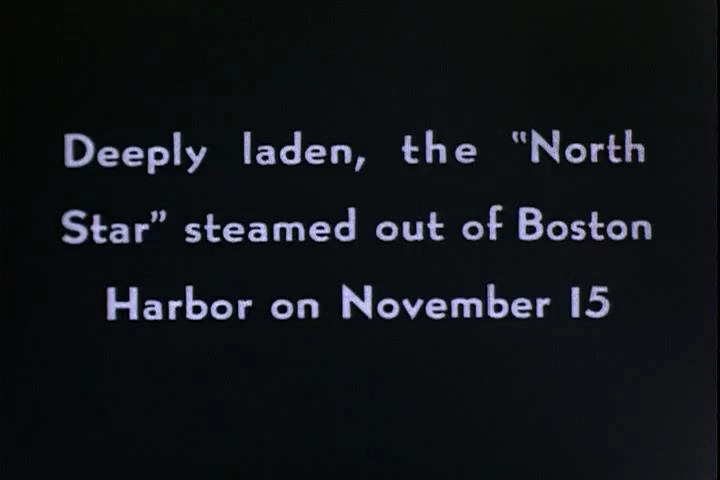 Deeply laden, the "North
Star" steamed out of Boston
Harbor on November 15